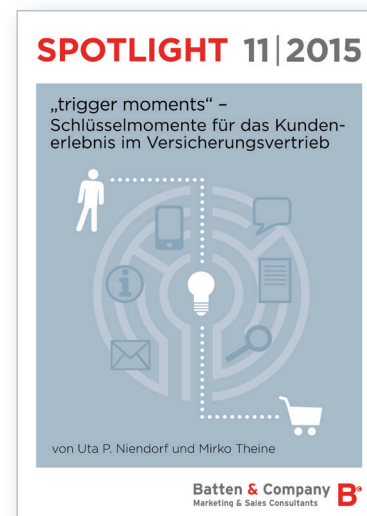 SPOTLIGHT 11|2015
„trigger moments“ –
Schlüsselmomente für das Kunden-
erlebnis im Versicherungsvertrieb
von Uta P. Niendorf und Mirko Theine
Batten & Company
Marketing & Sales Consultants
B